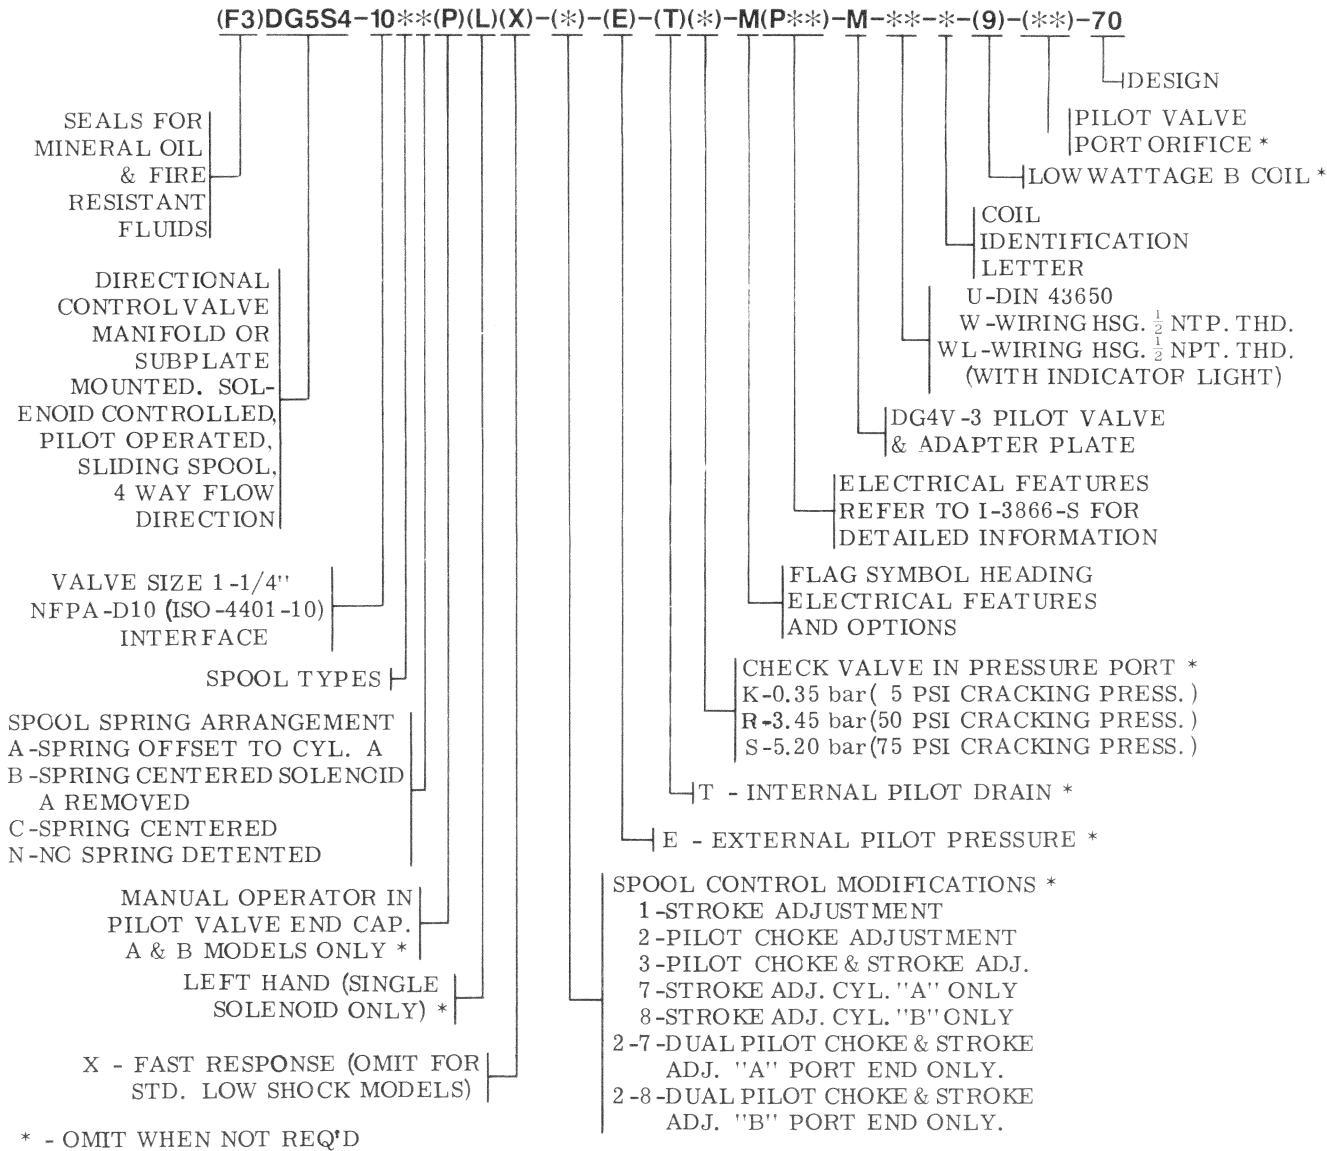 (F3)DG5S4-10**(P)(L)(X)-(*)-(E)-(T)(*)-M(P**)-M-**-*-(9)-(**)-70
DESIGN
PILOT VALVE
PORT ORIFICE *
LOW WATTAGE B COIL *
COIL
IDENTIFICATION
LETTER
U-DIN 43650
W-WIRING HSG. 1/2 NTP. THD.
WL-WIRING HSG. 1/2 NPT. THD.
(WITH INDICATOR LIGHT)
DG4V-3 PILOT VALVE
& ADAPTER PLATE
ELECTRICAL FEATURES
REFER TO I-3866-S FOR
DETAILED INFORMATION
FLAG SYMBOL HEADING
ELECTRICAL FEATURES
AND OPTIONS
CHECK VALVE IN PRESSURE PORT *
K-0.35 bar( 5 PSI CRACKING PRESS.)
R-3.45 bar(50 PSI CRACKING PRESS.)
S-5.20 bar(75 PSI CRACKING PRESS.)
T - INTERNAL PILOT DRAIN *
E - EXTERNAL PILOT PRESSURE *
SPOOL CONTROL MODIFICATIONS *
1-STROKE ADJUSTMENT
2-PILOT CHOKE ADJUSTMENT
3-PILOT CHOKE & STROKE ADJ.
7-STROKE ADJ. CYL. "A" ONLY
8-STROKE ADJ. CYL. "B" ONLY
2-7-DUAL PILOT CHOKE & STROKE
ADJ. "A" PORT END ONLY.
2-8-DUAL PILOT CHOKE & STROKE
ADJ. "B" PORT END ONLY.
SEALS FOR
MINERAL OIL
& FIRE
RESISTANT
FLUIDS
DIRECTIONAL
CONTROL VALVE
MANIFOLD OR
SUBPLATE
MOUNTED. SOL-
ENOID CONTROLLED,
PILOT OPERATED,
SLIDING SPOOL,
4 WAY FLOW
DIRECTION
VALVE SIZE 1-1/4"
NFPA-D10 (ISO-4401-10)
INTERFACE
SPOOL TYPES
SPOOL SPRING ARRANGEMENT
A-SPRING OFFSET TO CYL. A
B-SPRING CENTERED SOLENOID
A REMOVED
C-SPRING CENTERED
N-NO SPRING DETENTED
MANUAL OPERATOR IN
PILOT VALVE END CAP.
A & B MODELS ONLY *
LEFT HAND (SINGLE
SOLENOID ONLY) *
X - FAST RESPONSE (OMIT FOR
STD. LOW SHOCK MODELS)
* - OMIT WHEN NOT REQ'D